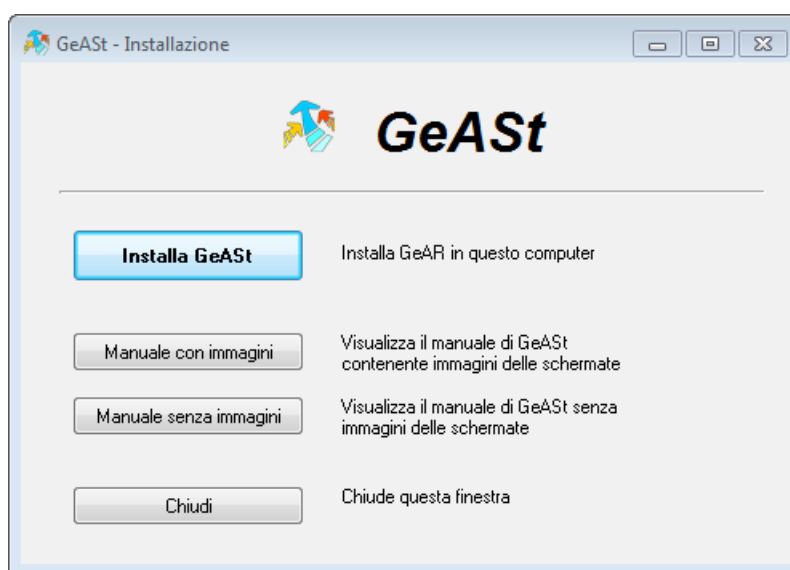 GeASt - Installazione
GeASt
Installa GeASt
Installa GeAR in questo computer
Manuale con immagini
Visualizza il manuale di GeASt
contenente immagini delle schermate
Manuale senza immagini
Visualizza il manuale di GeASt senza
immagini delle schermate
Chiudi
Chiude questa finestra